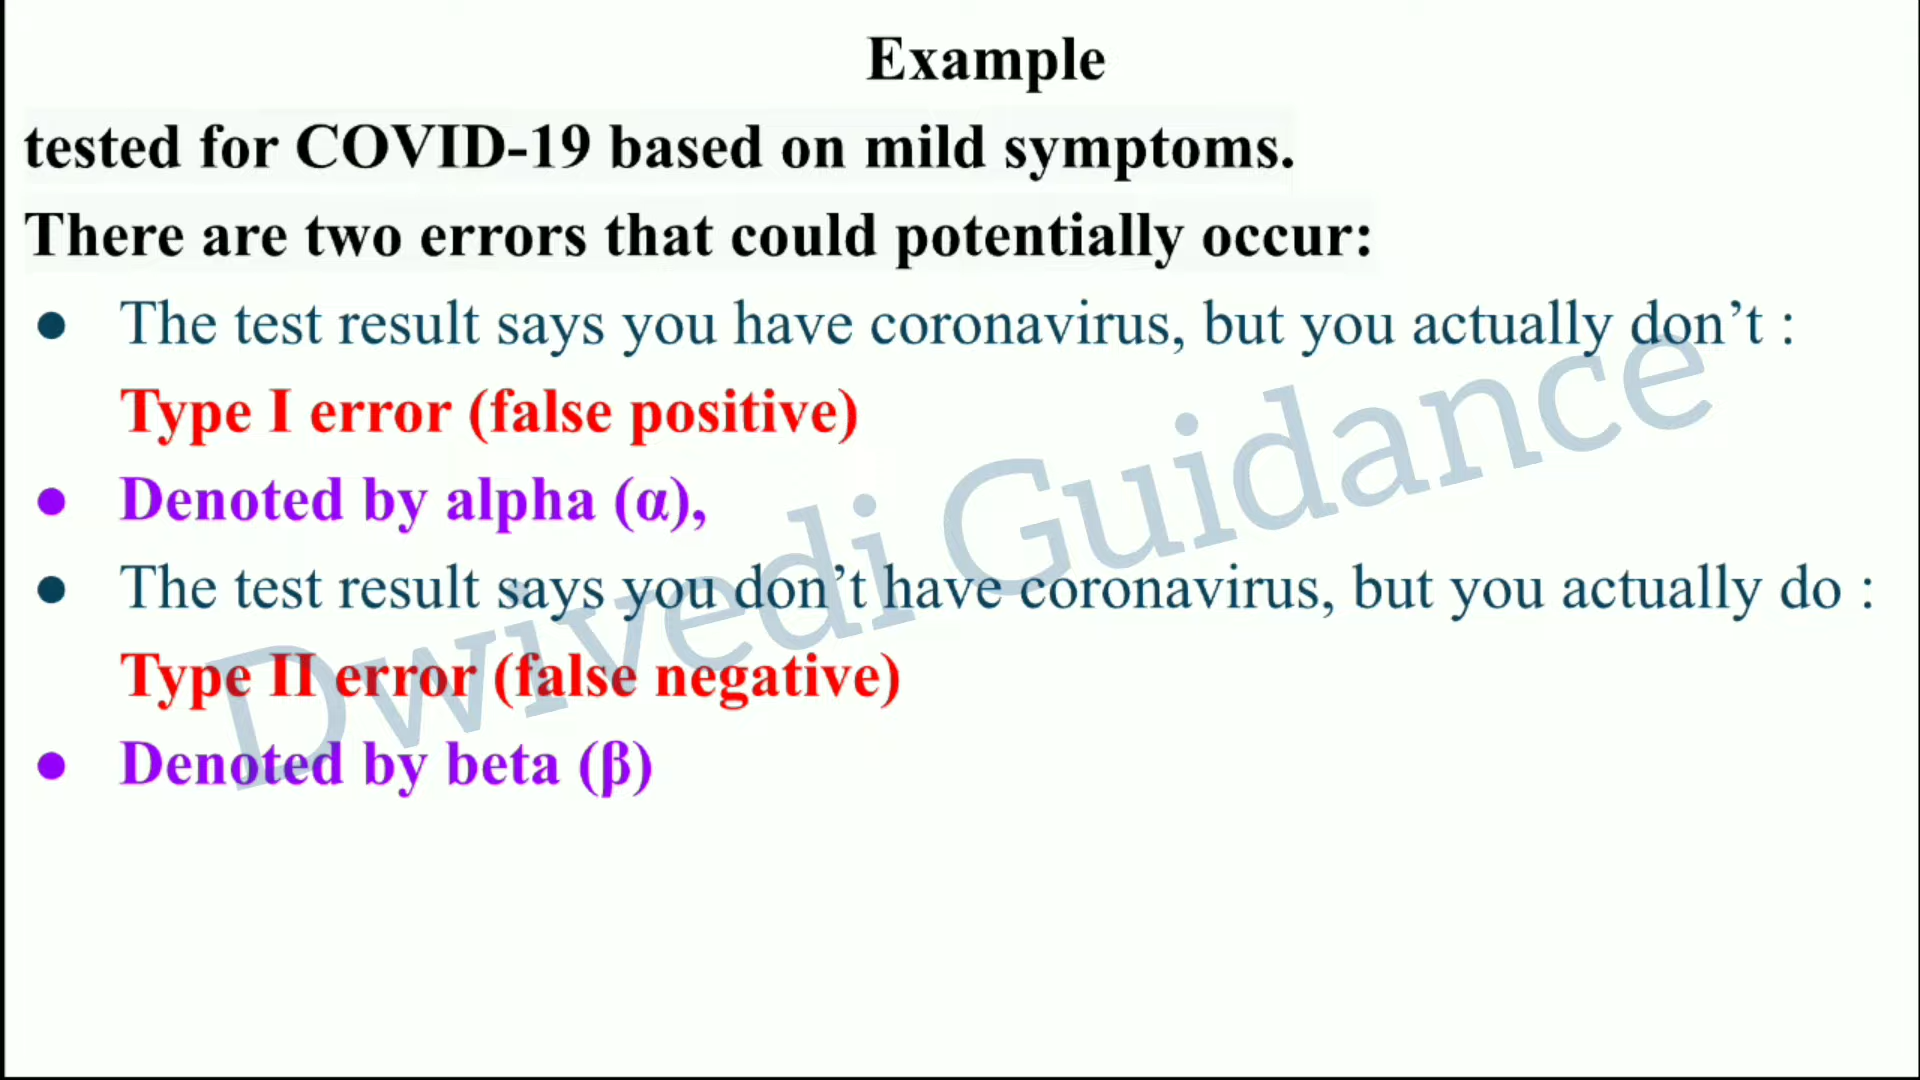 Example
tested for COVID-19 based on mild symptoms.
There are two errors that could potentially occur:
● The test result says you have coronavirus, but you actually don’t :
Type I error (false positive)
● Denoted by alpha (α),
● The test result says you don’t have coronavirus, but you actually do :
Type II error (false negative)
● Denoted by beta (β)
Dwivedi Guidance